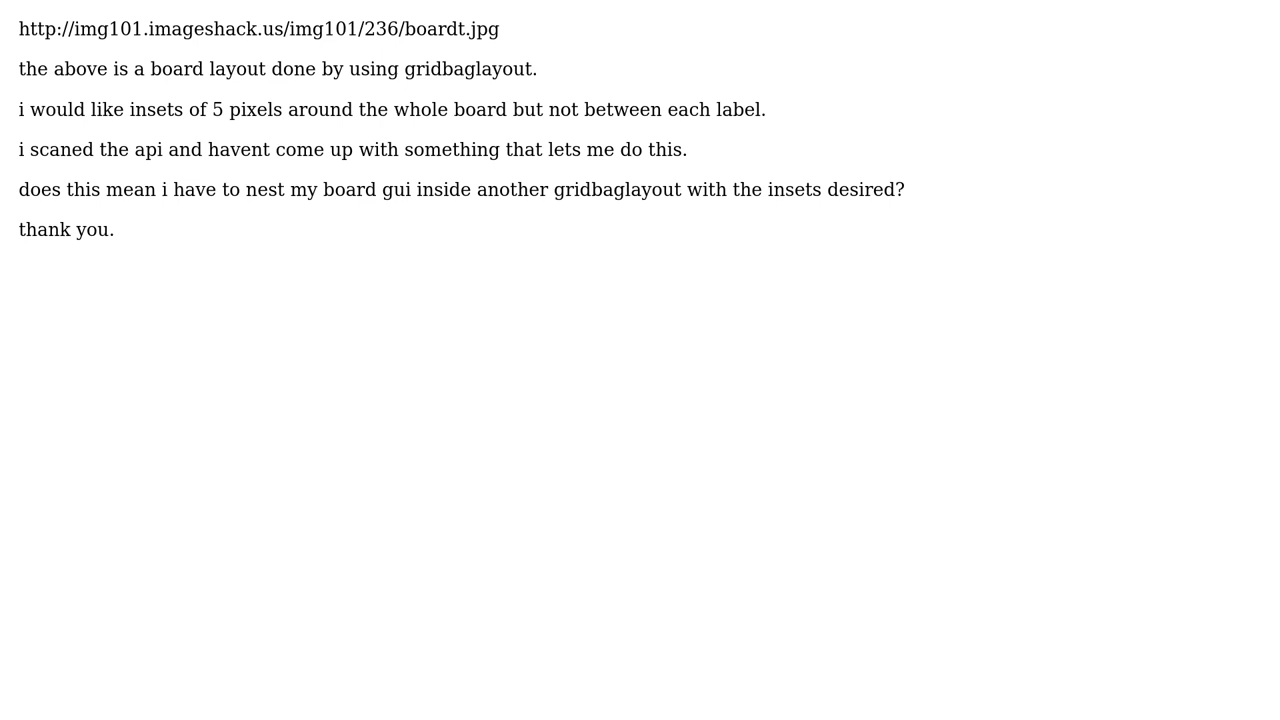 http://img101.imageshack.us/img101/236/boardt.jpg
the above is a board layout done by using gridbaglayout.
i would like insets of 5 pixels around the whole board but not between each label.
i scaned the api and havent come up with something that lets me do this.
does this mean i have to nest my board gui inside another gridbaglayout with the insets desired?
thank you.